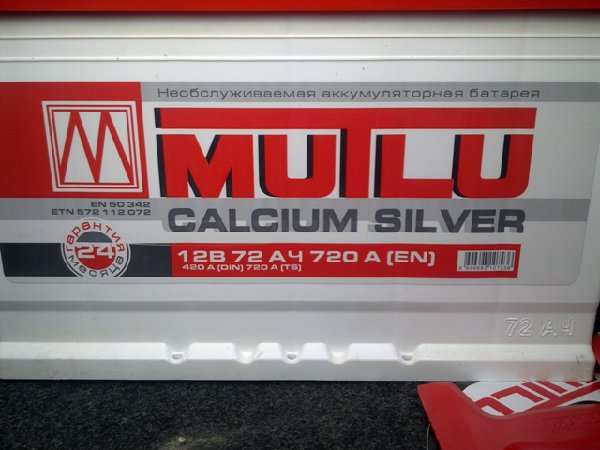 Необслуживаемая аккумуляторная батарея
MUTLU
EN 50 342
ETN 572 112 072
CALCIUM SILVER
гарантия
24
месяца
12В 72 АЧ 720 А (EN)
420 А (DIN) 720 А (TS)
72 АЧ